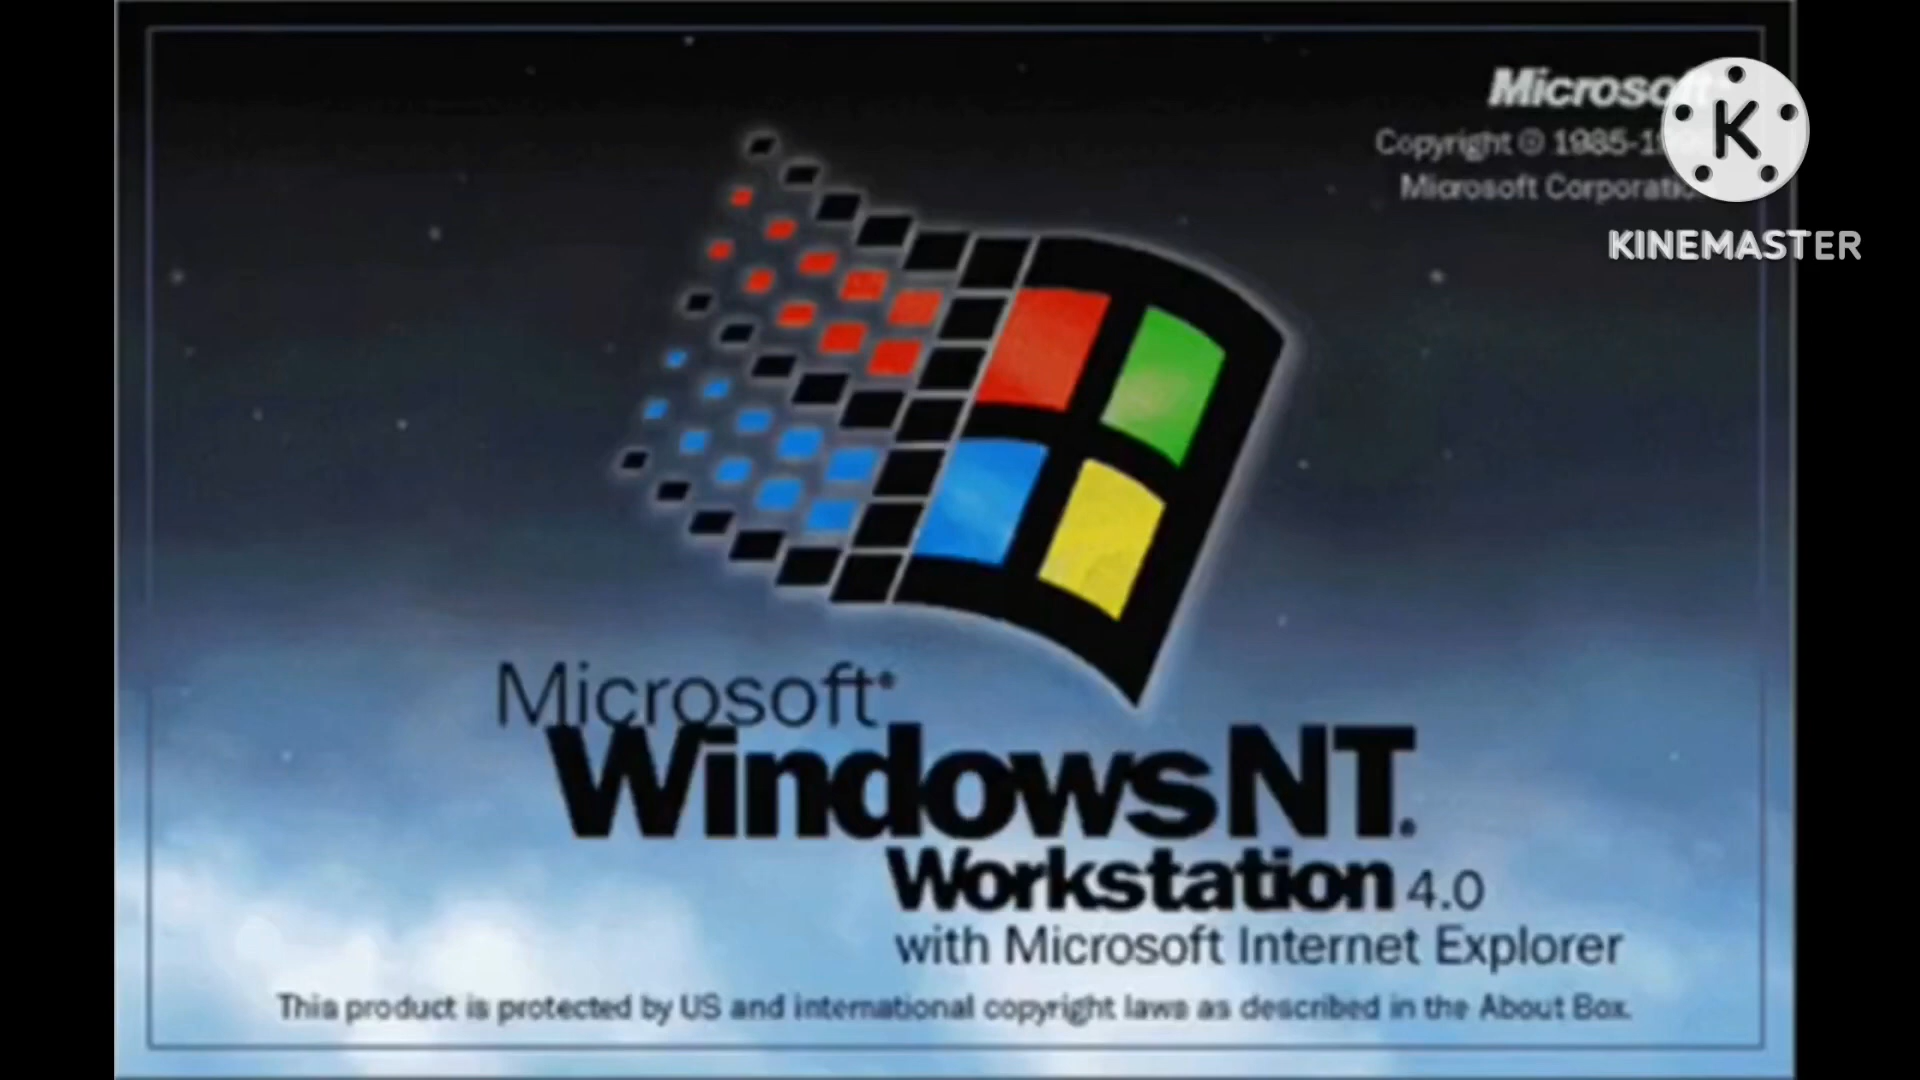 Microsoft
Copyright © 1985-1
Microsoft Corporatio
K
KINEMASTER
Microsoft®
Windows NT®
Workstation 4.0
with Microsoft Internet Explorer
This product is protected by US and international copyright laws as described in the About Box.